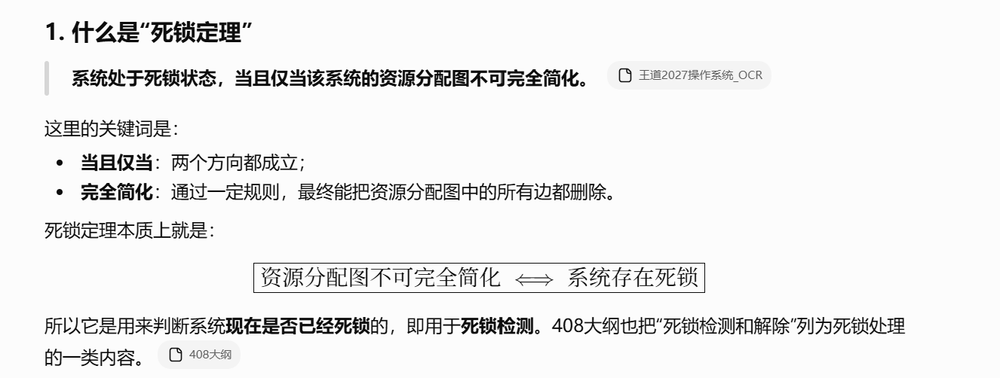 1. 什么是“死锁定理”
系统处于死锁状态，当且仅当该系统的资源分配图不可完全简化。 王道2027操作系统_OCR
这里的关键词是：
• 当且仅当：两个方向都成立；
• 完全简化：通过一定规则，最终能把资源分配图中的所有边都删除。
死锁定理本质上就是：
资源分配图不可完全简化 ⟺ 系统存在死锁
所以它是用来判断系统现在是否已经死锁的，即用于死锁检测。408大纲也把“死锁检测和解除”列为死锁处理
的一类内容。 408大纲